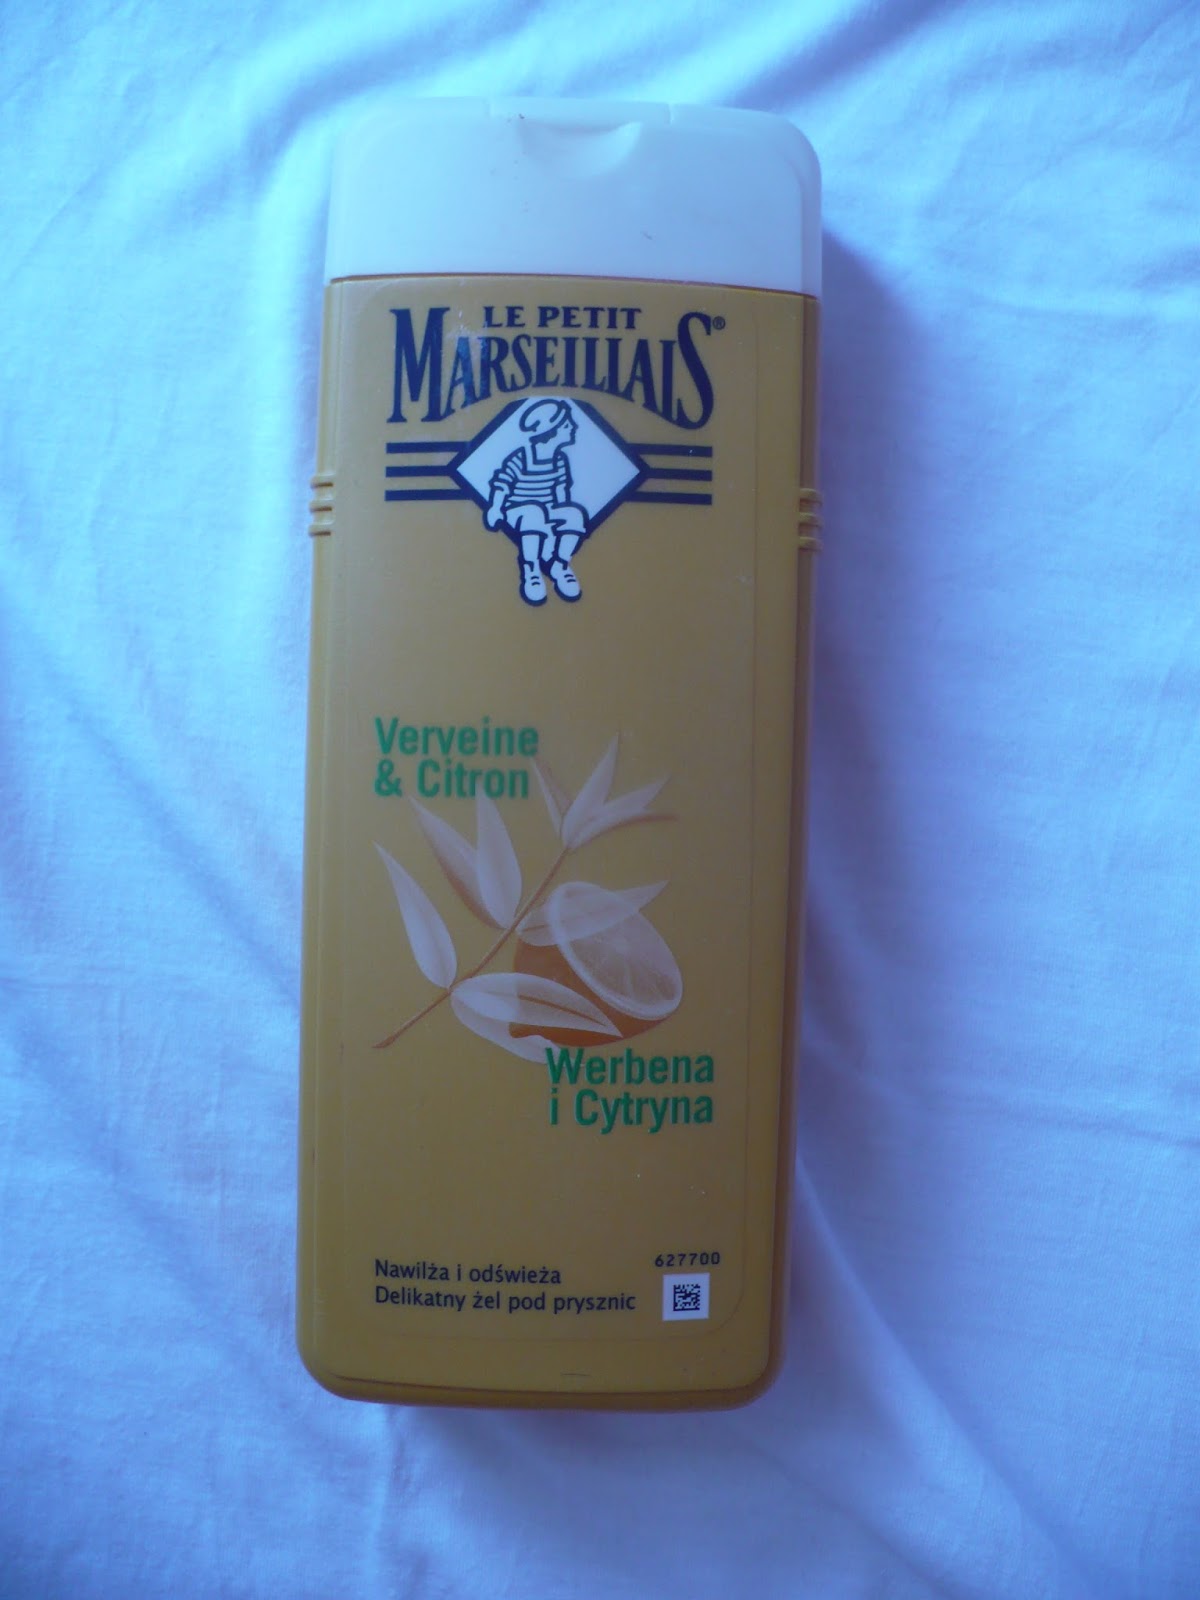 LE PETIT
MARSEILLAIS®
Verveine
& Citron
Werbena
i Cytryna
627700
Nawilża i odświeża
Delikatny żel pod prysznic